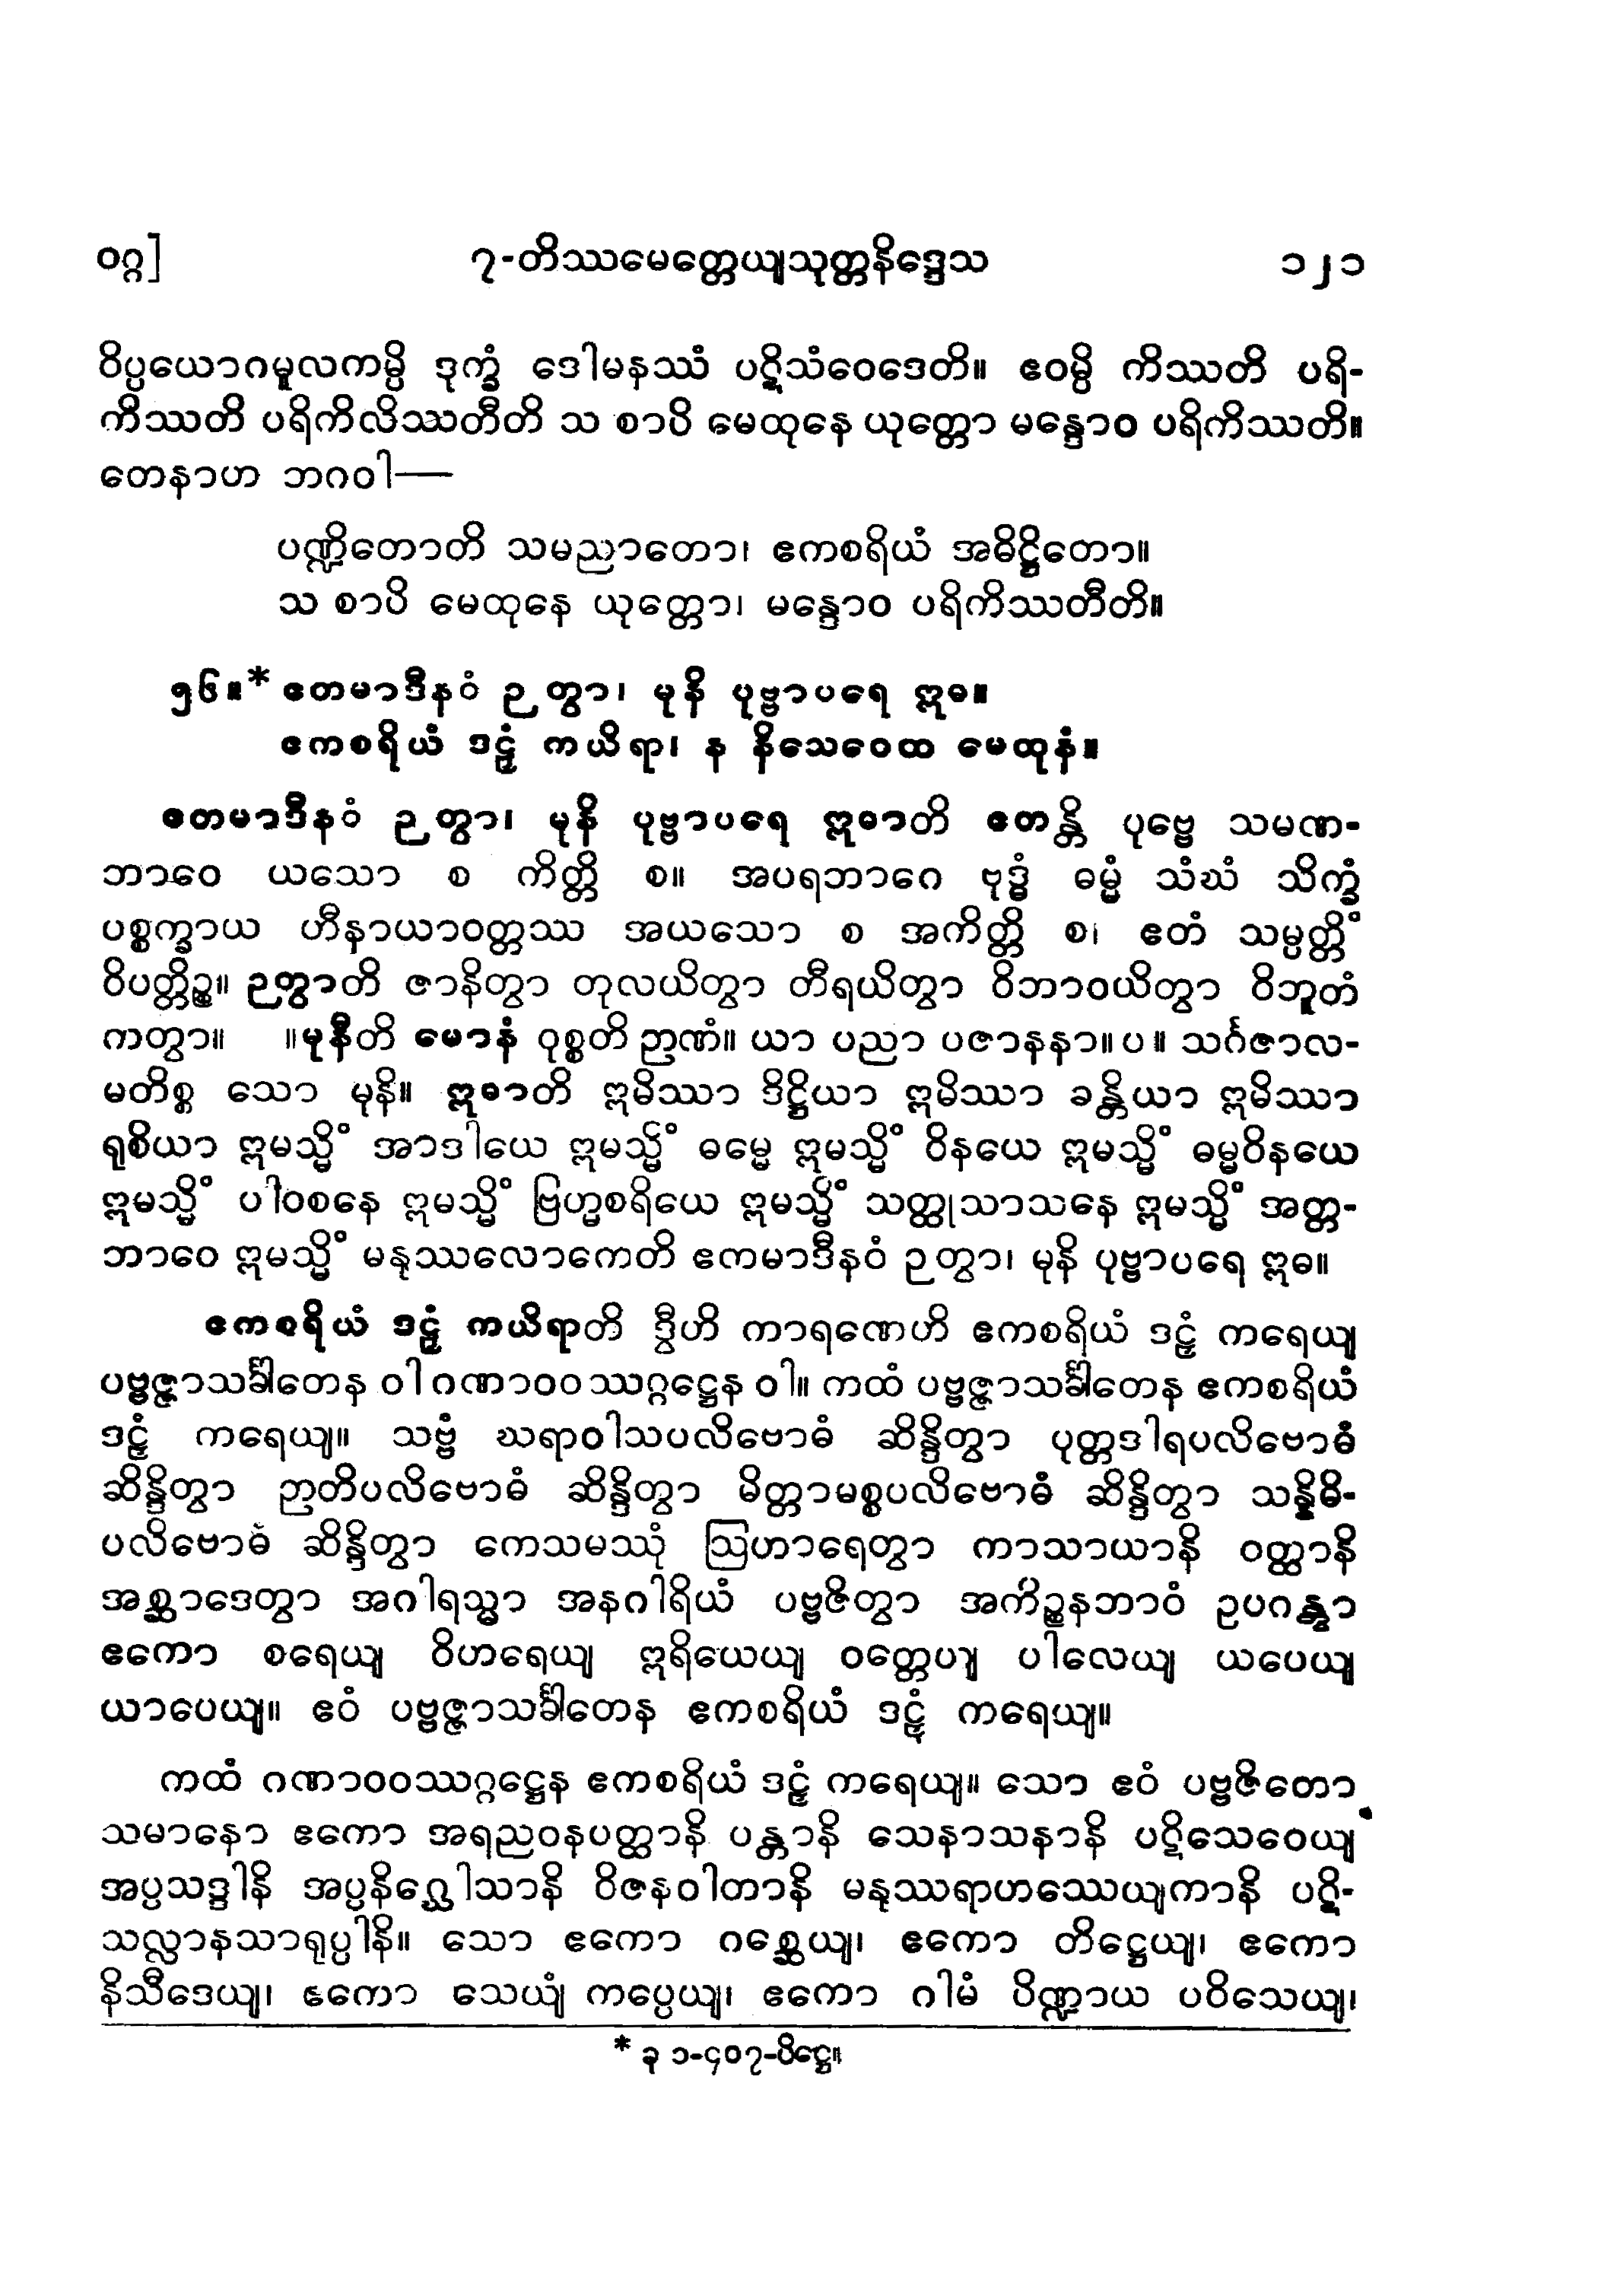 ဝဂ္ဂ] ၇-တိဿမေတ္တေယျသုတ္တနိဒ္ဒေသ ၁၂၁
ဝိပ္ပယောဂမူလကမ္ပိ ဒုက္ခံ ဒေါမနဿံ ပဋိသံဝေဒေတိ။ ဧဝမ္ပိ ကိဿတိ ပရိ-
ကိဿတိ ပရိကိလိဿတီတိ သ စာပိ မေထုနေ ယုတ္တော မန္ဒောဝ ပရိကိဿတိ။
တေနာဟ ဘဂဝါ—
ပဏ္ဍိတောတိ သမညာတော၊ ဧကစရိယံ အဓိဋ္ဌိတော။
သ စာပိ မေထုနေ ယုတ္တော၊ မန္ဒောဝ ပရိကိဿတီတိ။
၅၆။* ဧတမာဒီနဝံ ဉတွာ၊ မုနိ ပုဗ္ဗာပရေ ဣဓ။
ဧကစရိယံ ဒဠှံ ကယိရာ၊ န နိသေဝေထ မေထုနံ။
ဧတမာဒီနဝံ ဉတွာ၊ မုနိ ပုဗ္ဗာပရေ ဣဓာတိ ဧတန္တိ ပုဗ္ဗေ သမဏ-
ဘာဝေ ယသော စ ကိတ္တိ စ။ အပရဘာဂေ ဗုဒ္ဓံ ဓမ္မံ သံဃံ သိက္ခံ
ပစ္စက္ခာယ ဟီနာယာဝတ္တဿ အယသော စ အကိတ္တိ စ၊ ဧတံ သမ္ပတ္တိံ
ဝိပတ္တိဉ္စ။ ဉတွာတိ ဇာနိတွာ တုလယိတွာ တီရယိတွာ ဝိဘာဝယိတွာ ဝိဘူတံ
ကတွာ။ ။မုနီတိ မောနံ ဝုစ္စတိ ဉာဏံ။ ယာ ပညာ ပဇာနနာ။ပ။ သင်္ဂဇာလ-
မတိစ္စ သော မုနိ။ ဣဓာတိ ဣမိဿာ ဒိဋ္ဌိယာ ဣမိဿာ ခန္တိယာ ဣမိဿာ
ရုစိယာ ဣမသ္မိံ အာဒါယေ ဣမသ္မိံ ဓမ္မေ ဣမသ္မိံ ဝိနယေ ဣမသ္မိံ ဓမ္မဝိနယေ
ဣမသ္မိံ ပါဝစနေ ဣမသ္မိံ ဗြဟ္မစရိယေ ဣမသ္မိံ သတ္ထုသာသနေ ဣမသ္မိံ အတ္တ-
ဘာဝေ ဣမသ္မိံ မနုဿလောကေတိ ဧကမာဒီနဝံ ဉတွာ၊ မုနိ ပုဗ္ဗာပရေ ဣဓ။
ဧကစရိယံ ဒဠှံ ကယိရာတိ ဒွီဟိ ကာရဏေဟိ ဧကစရိယံ ဒဠှံ ကရေယျ
ပဗ္ဗဇ္ဇာသင်္ခါတေန ဝါ ဂဏာဝဝဿဂ္ဂဋ္ဌေန ဝါ။ ကထံ ပဗ္ဗဇ္ဇာသင်္ခါတေန ဧကစရိယံ
ဒဠှံ ကရေယျ။ သဗ္ဗံ ဃရာဝါသပလိဗောဓံ ဆိန္ဒိတွာ ပုတ္တဒါရပလိဗောဓံ
ဆိန္ဒိတွာ ဉာတိပလိဗောဓံ ဆိန္ဒိတွာ မိတ္တာမစ္စပလိဗောဓံ ဆိန္ဒိတွာ သန္နိဓိ-
ပလိဗောဓံ ဆိန္ဒိတွာ ကေသမဿုံ ဩဟာရေတွာ ကာသာယာနိ ဝတ္ထာနိ
အစ္ဆာဒေတွာ အဂါရသ္မာ အနဂါရိယံ ပဗ္ဗဇိတွာ အကိဉ္စနဘာဝံ ဥပဂန္တွာ
ဧကော စရေယျ ဝိဟရေယျ ဣရိယေယျ ဝတ္တေယျ ပါလေယျ ယပေယျ
ယာပေယျ။ ဧဝံ ပဗ္ဗဇ္ဇာသင်္ခါတေန ဧကစရိယံ ဒဠှံ ကရေယျ။
ကထံ ဂဏာဝဝဿဂ္ဂဋ္ဌေန ဧကစရိယံ ဒဠှံ ကရေယျ။ သော ဧဝံ ပဗ္ဗဇိတော
သမာနော ဧကော အရညဝနပတ္ထာနိ ပန္တာနိ သေနာသနာနိ ပဋိသေဝေယျ
အပ္ပသဒ္ဒါနိ အပ္ပနိဂ္ဃေါသာနိ ဝိဇနဝါတာနိ မနုဿရာဟဿေယျကာနိ ပဋိ-
သလ္လာနသာရုပ္ပါနိ။ သော ဧကော ဂစ္ဆေယျ၊ ဧကော တိဋ္ဌေယျ၊ ဧကော
နိသီဒေယျ၊ ဧကော သေယျံ ကပ္ပေယျ၊ ဧကော ဂါမံ ပိဏ္ဍာယ ပဝိသေယျ၊
* ခု ၁-၄၀၇-ပိဋ္ဌေ။